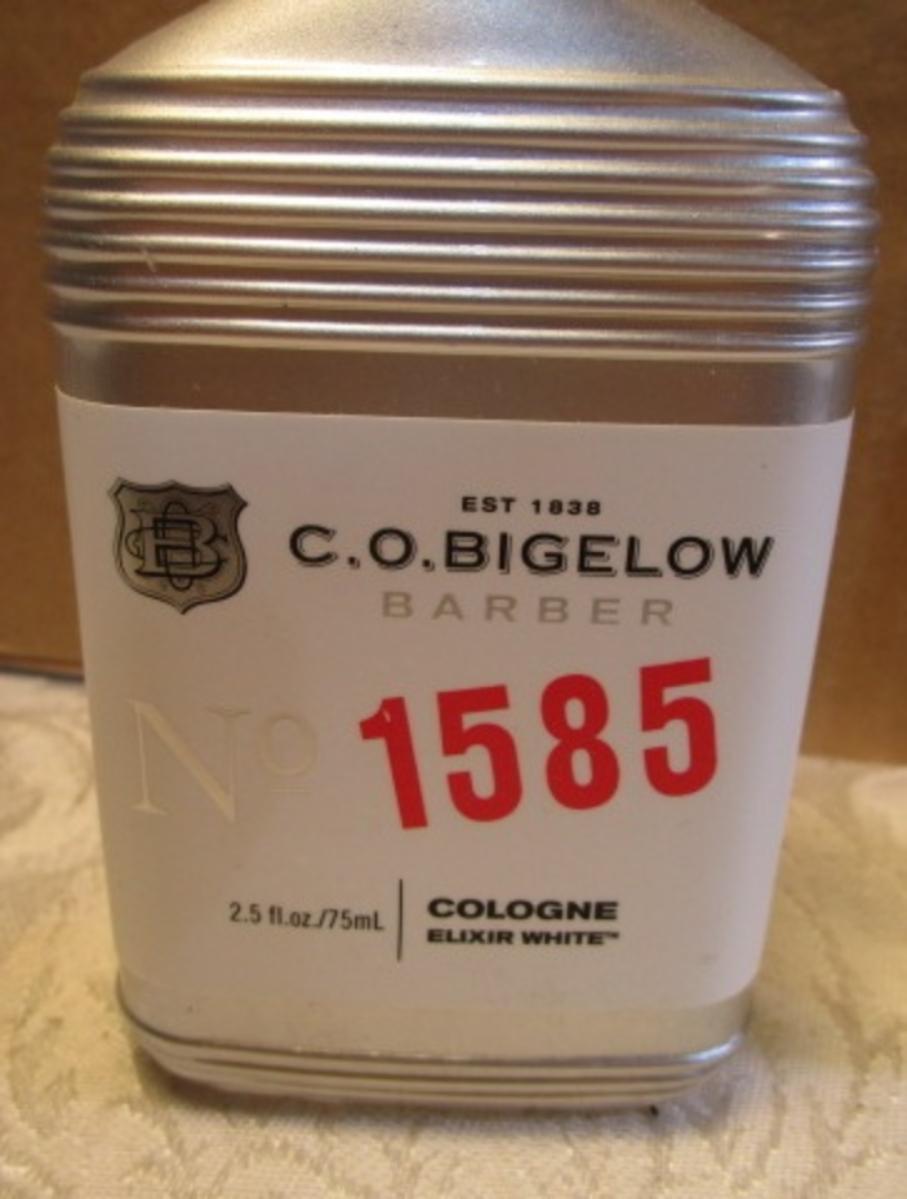 EST 1838
C.O.BIGELOW
BARBER
Nº 1585
2.5 fl.oz./75mL
COLOGNE
ELIXIR WHITE™